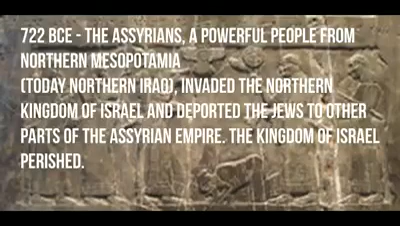 722 BCE - THE ASSYRIANS, A POWERFUL PEOPLE FROM
NORTHERN MESOPOTAMIA
(TODAY NORTHERN IRAQ), INVADED THE NORTHERN
KINGDOM OF ISRAEL AND DEPORTED THE JEWS TO OTHER
PARTS OF THE ASSYRIAN EMPIRE. THE KINGDOM OF ISRAEL
PERISHED.